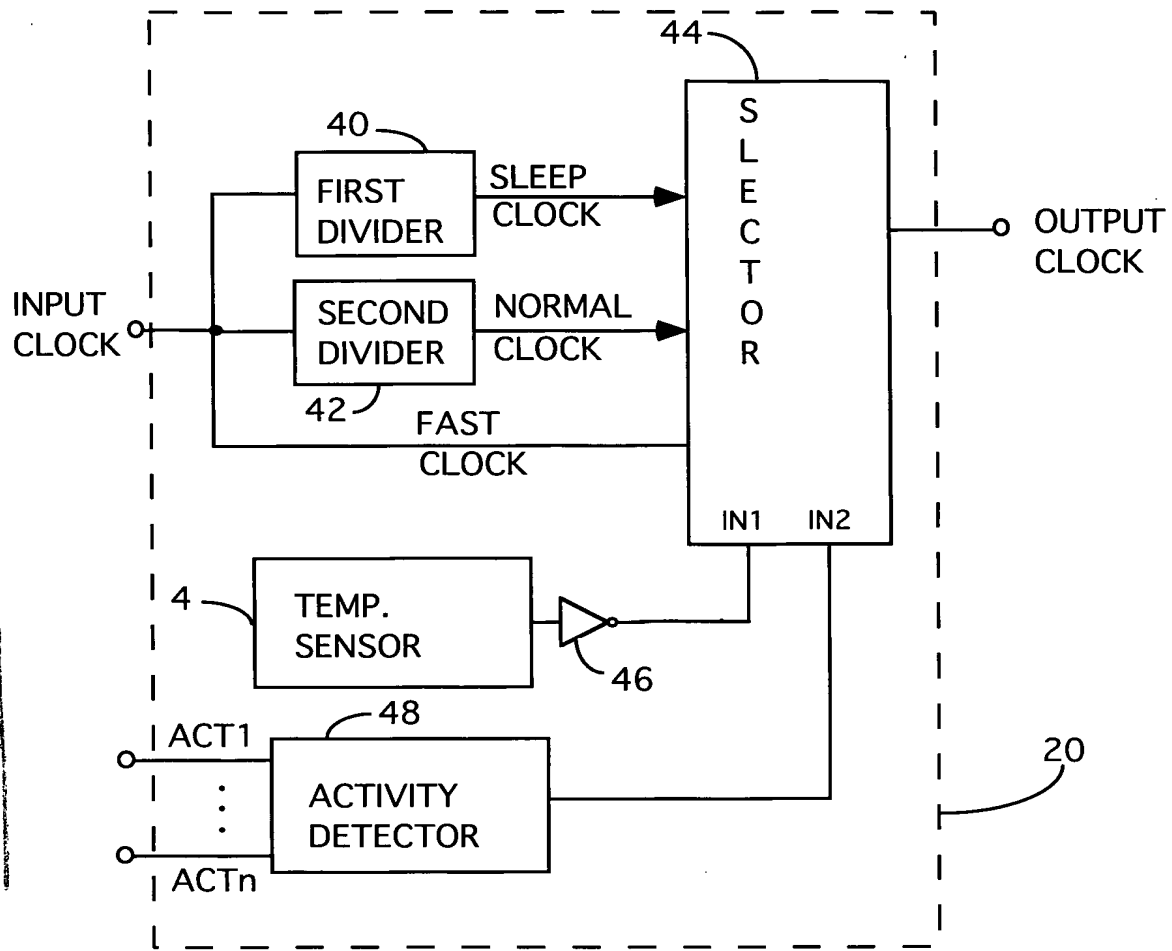 44
S
L
E
C
T
O
R
40
FIRST
DIVIDER
SLEEP
CLOCK
OUTPUT
CLOCK
INPUT
CLOCK
SECOND
DIVIDER
NORMAL
CLOCK
42
FAST
CLOCK
IN1 IN2
4
TEMP.
SENSOR
46
48
ACT1
20
ACTIVITY
DETECTOR
ACTn